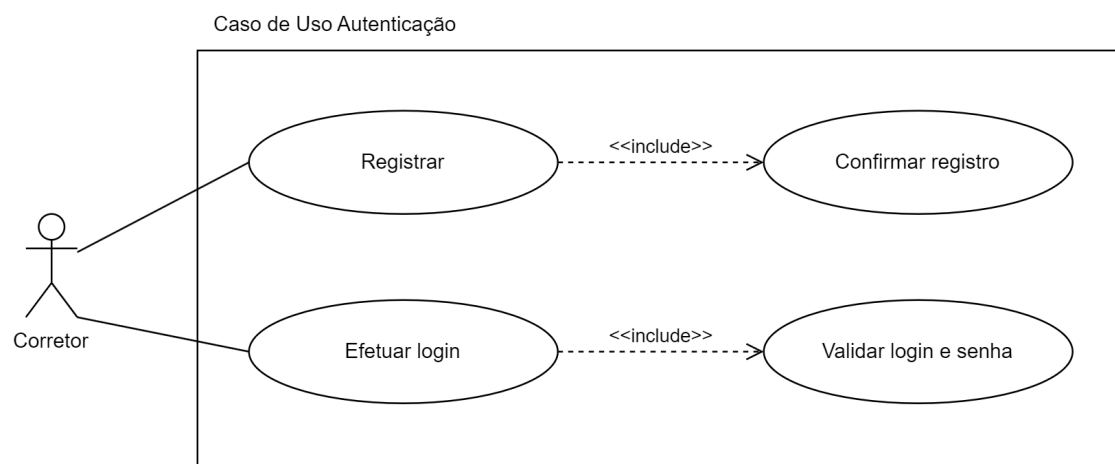 Caso de Uso Autenticação
Registrar
<<include>>
Confirmar registro
Corretor
Efetuar login
<<include>>
Validar login e senha